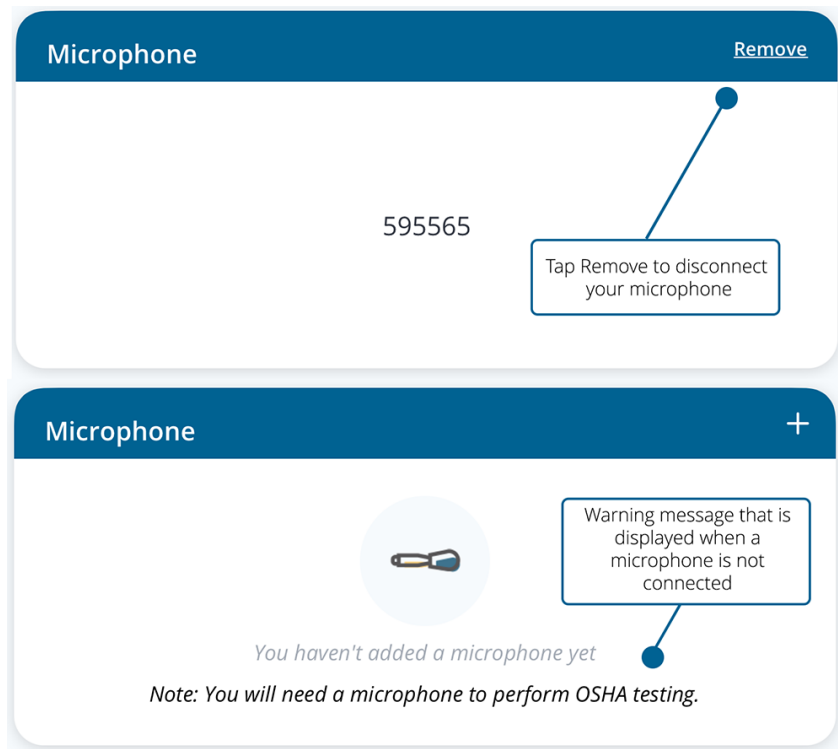 Microphone
Remove
595565
Tap Remove to disconnect
your microphone
Microphone
+
Warning message that is
displayed when a
microphone is not
connected
You haven't added a microphone yet
Note: You will need a microphone to perform OSHA testing.